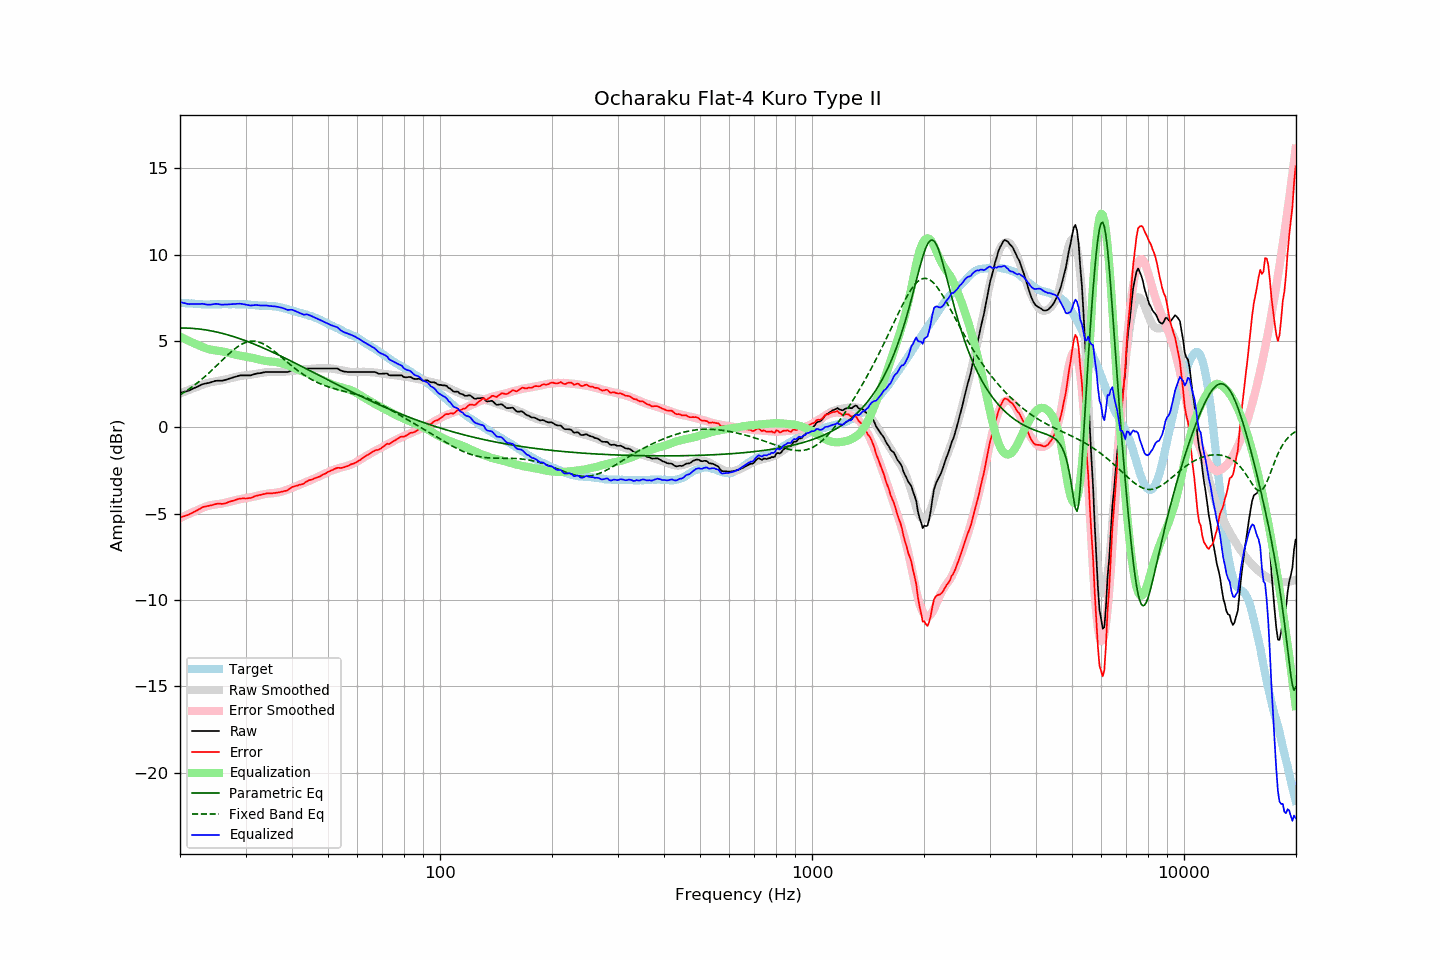 Ocharaku Flat-4 Kuro Type II
Amplitude (dBr)
15
10
5
0
−5
−10
−15
−20
Target
Raw Smoothed
Error Smoothed
Raw
Error
Equalization
Parametric Eq
Fixed Band Eq
Equalized
100
1000
10000
Frequency (Hz)